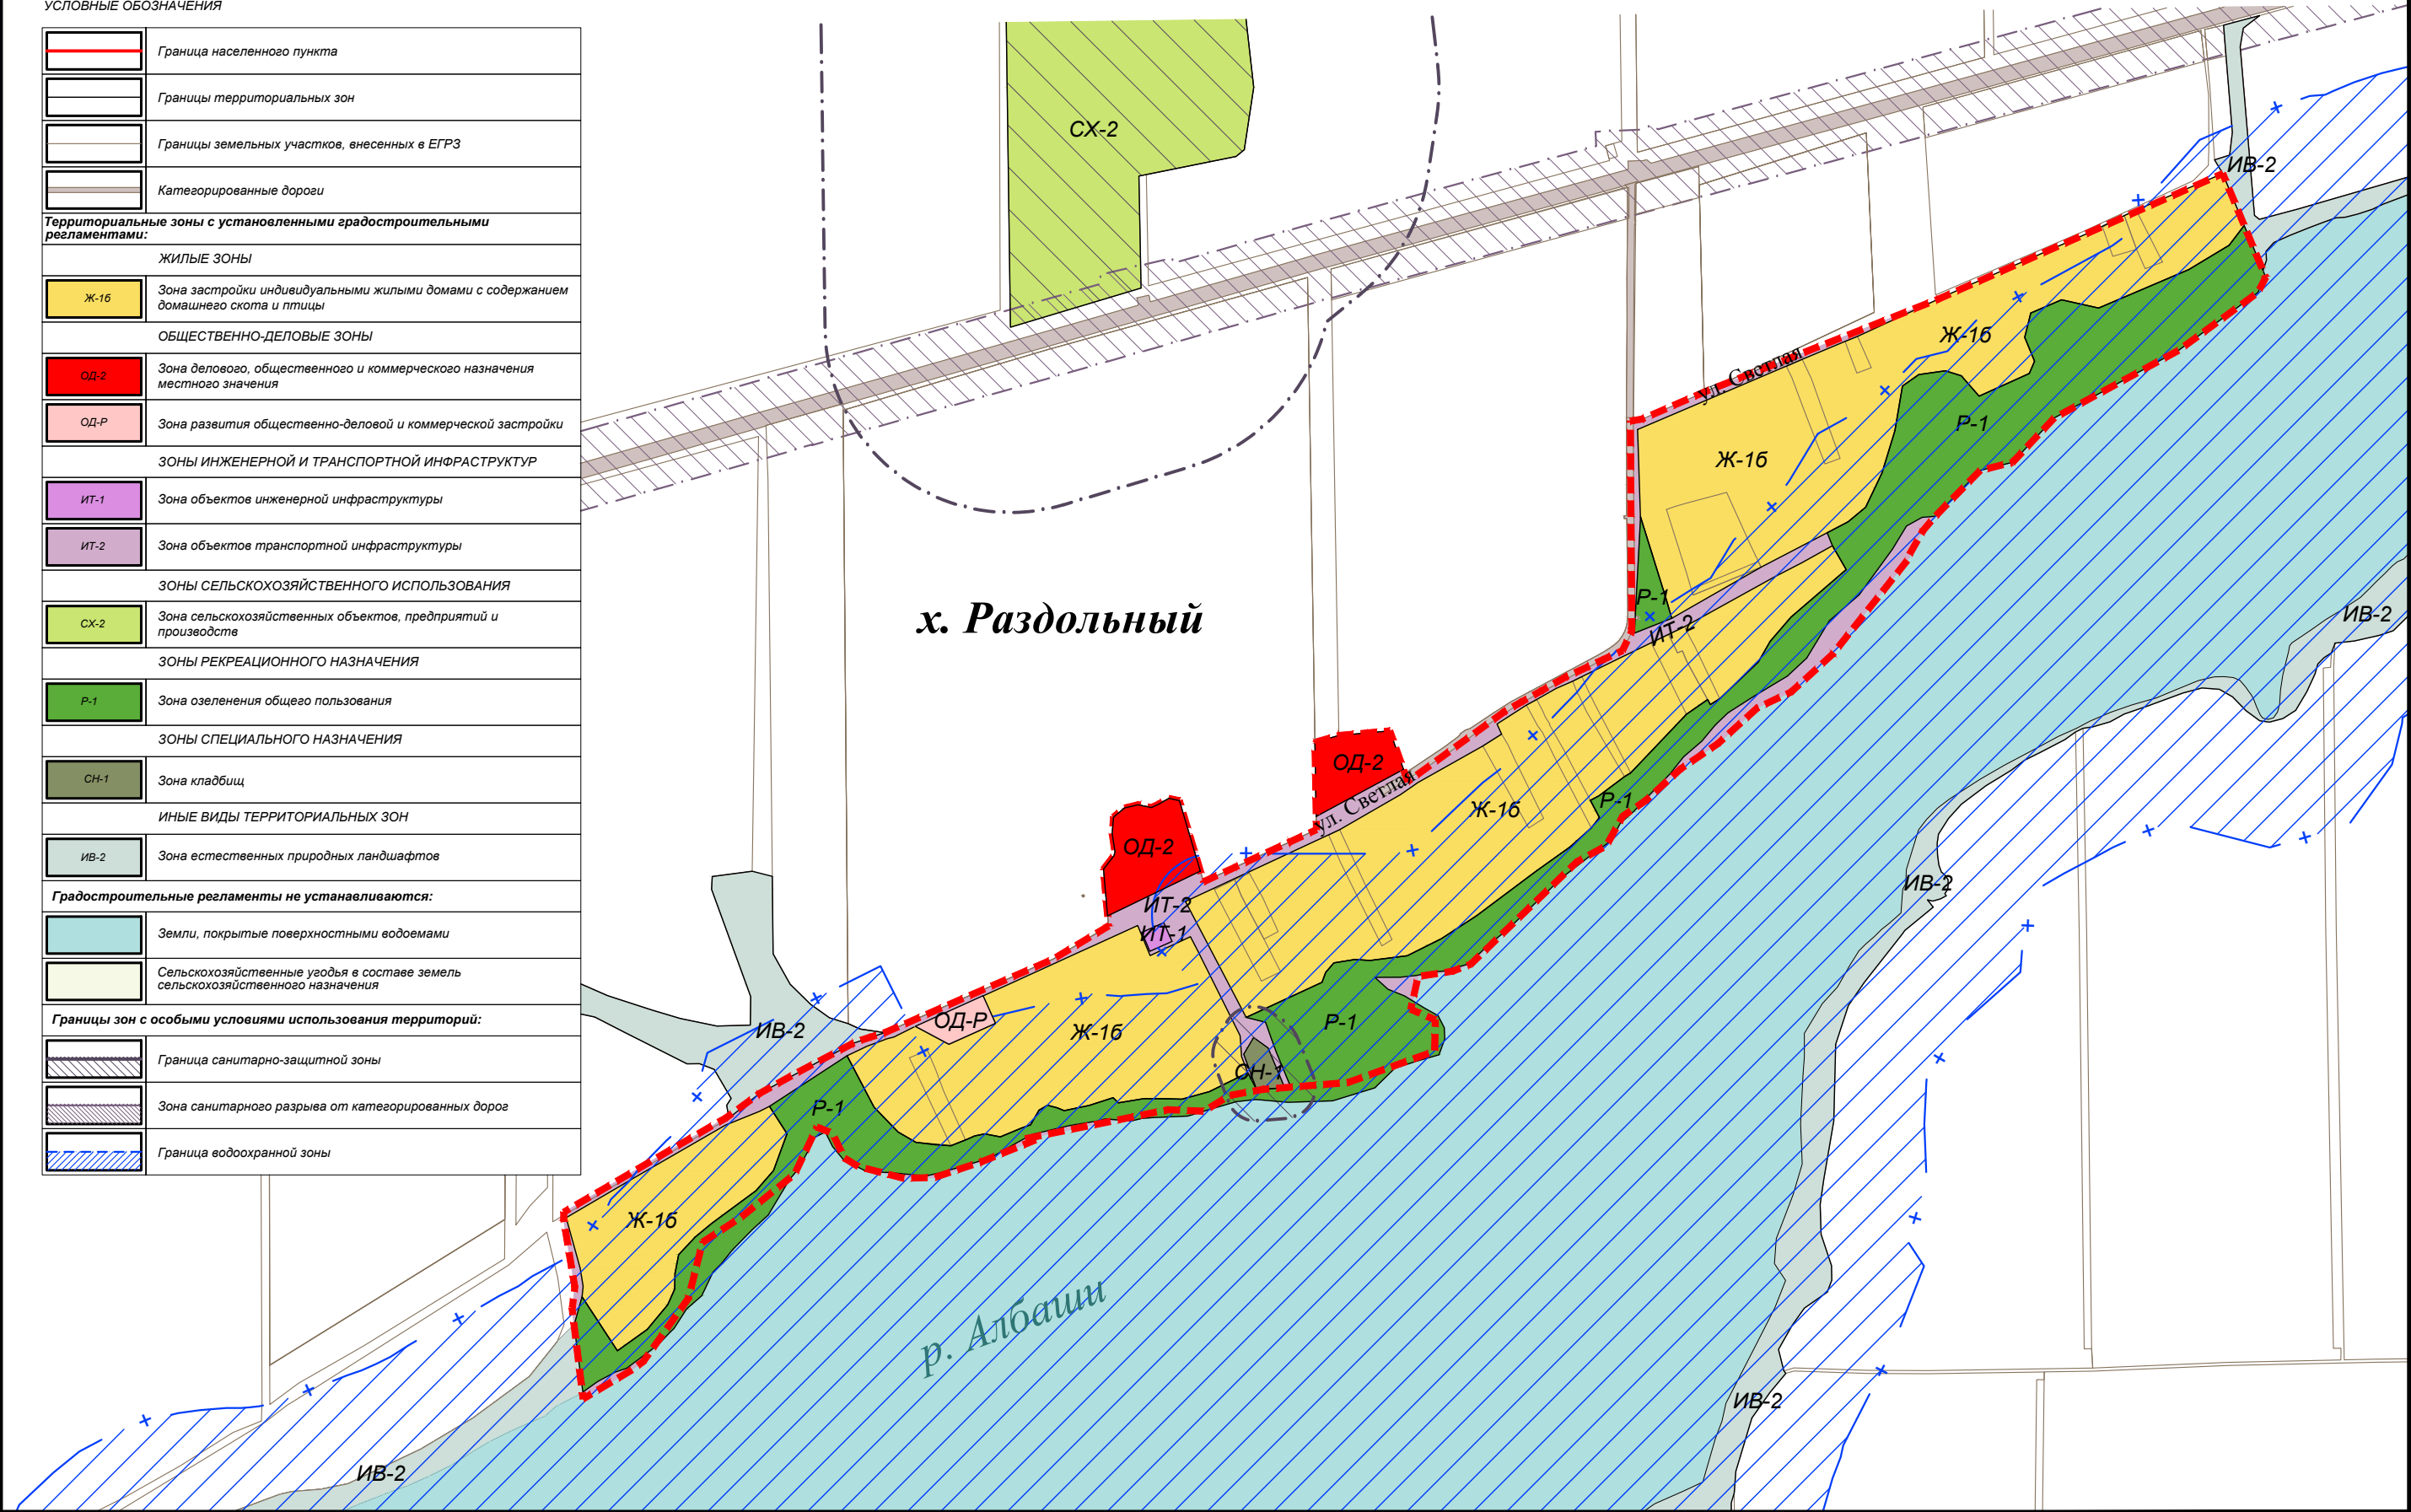 УСЛОВНЫЕ ОБОЗНАЧЕНИЯ
Граница населенного пункта
Границы территориальных зон
Границы земельных участков, внесенных в ЕГРЗ
Категорированные дороги
Территориальные зоны с установленными градостроительными
регламентами:
ЖИЛЫЕ ЗОНЫ
Ж-1б
Зона застройки индивидуальными жилыми домами с содержанием
домашнего скота и птицы
ОБЩЕСТВЕННО-ДЕЛОВЫЕ ЗОНЫ
ОД-2
Зона делового, общественного и коммерческого назначения
местного значения
ОД-Р
Зона развития общественно-деловой и коммерческой застройки
ЗОНЫ ИНЖЕНЕРНОЙ И ТРАНСПОРТНОЙ ИНФРАСТРУКТУР
ИТ-1
Зона объектов инженерной инфраструктуры
ИТ-2
Зона объектов транспортной инфраструктуры
ЗОНЫ СЕЛЬСКОХОЗЯЙСТВЕННОГО ИСПОЛЬЗОВАНИЯ
СХ-2
Зона сельскохозяйственных объектов, предприятий и
производств
ЗОНЫ РЕКРЕАЦИОННОГО НАЗНАЧЕНИЯ
Р-1
Зона озеленения общего пользования
ЗОНЫ СПЕЦИАЛЬНОГО НАЗНАЧЕНИЯ
СН-1
Зона кладбищ
ИНЫЕ ВИДЫ ТЕРРИТОРИАЛЬНЫХ ЗОН
ИВ-2
Зона естественных природных ландшафтов
Градостроительные регламенты не устанавливаются:
Земли, покрытые поверхностными водоемами
Сельскохозяйственные угодья в составе земель
сельскохозяйственного назначения
Границы зон с особыми условиями использования территорий:
Граница санитарно-защитной зоны
Зона санитарного разрыва от категорированных дорог
Граница водоохранной зоны
СХ-2
ИВ-2
Ж-1б
ул. Светлая
Р-1
Ж-1б
Р-1
ИТ-2
ИВ-2
х. Раздольный
ОД-2
ул. Светлая
Ж-1б
Р-1
ОД-2
ИТ-2
ИТ-1
ИВ-2
ОД-Р
Ж-1б
Р-1
ИВ-2
СН-1
Р-1
Ж-1б
р. Албаши
ИВ-2
ИВ-2